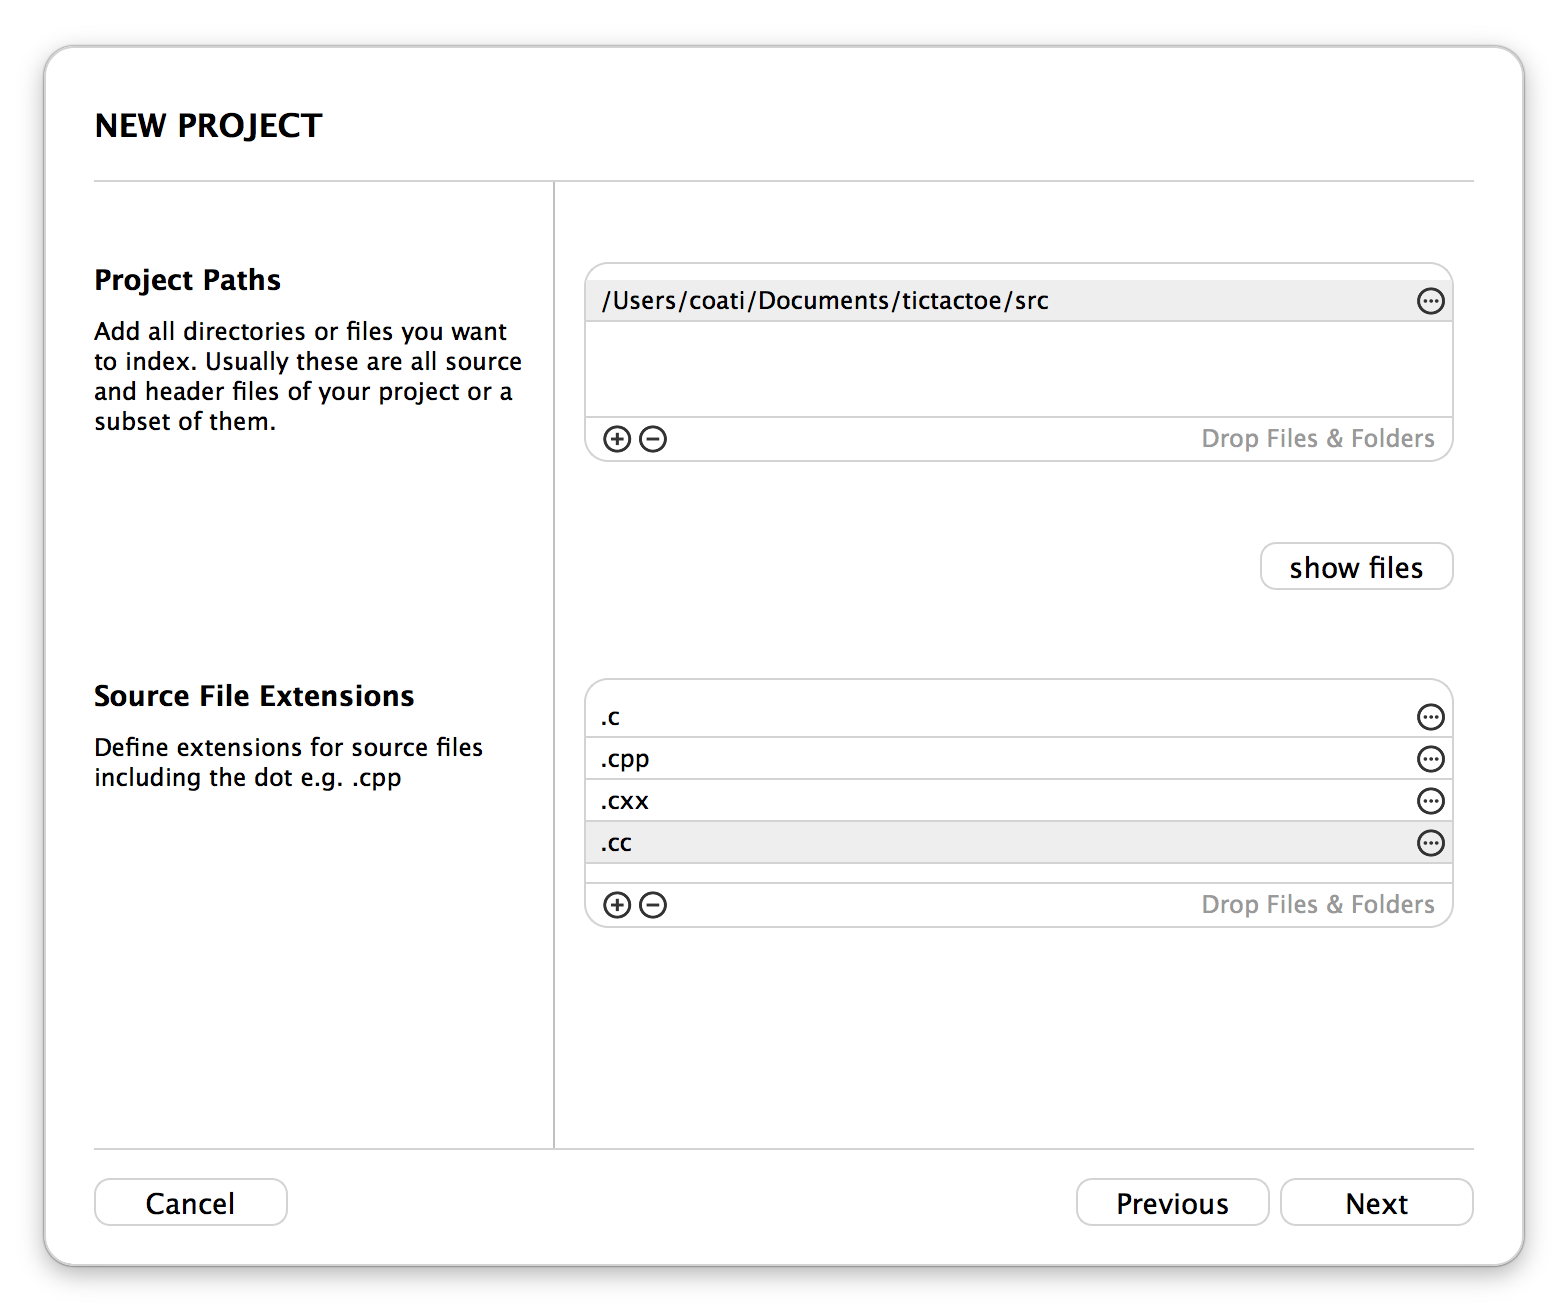 NEW PROJECT
Project Paths
Add all directories or files you want
to index. Usually these are all source
and header files of your project or a
subset of them.
/Users/coati/Documents/tictactoe/src
Drop Files & Folders
show files
Source File Extensions
Define extensions for source files
including the dot e.g. .cpp
.c
.cpp
.cxx
.cc
Drop Files & Folders
Cancel
Previous
Next